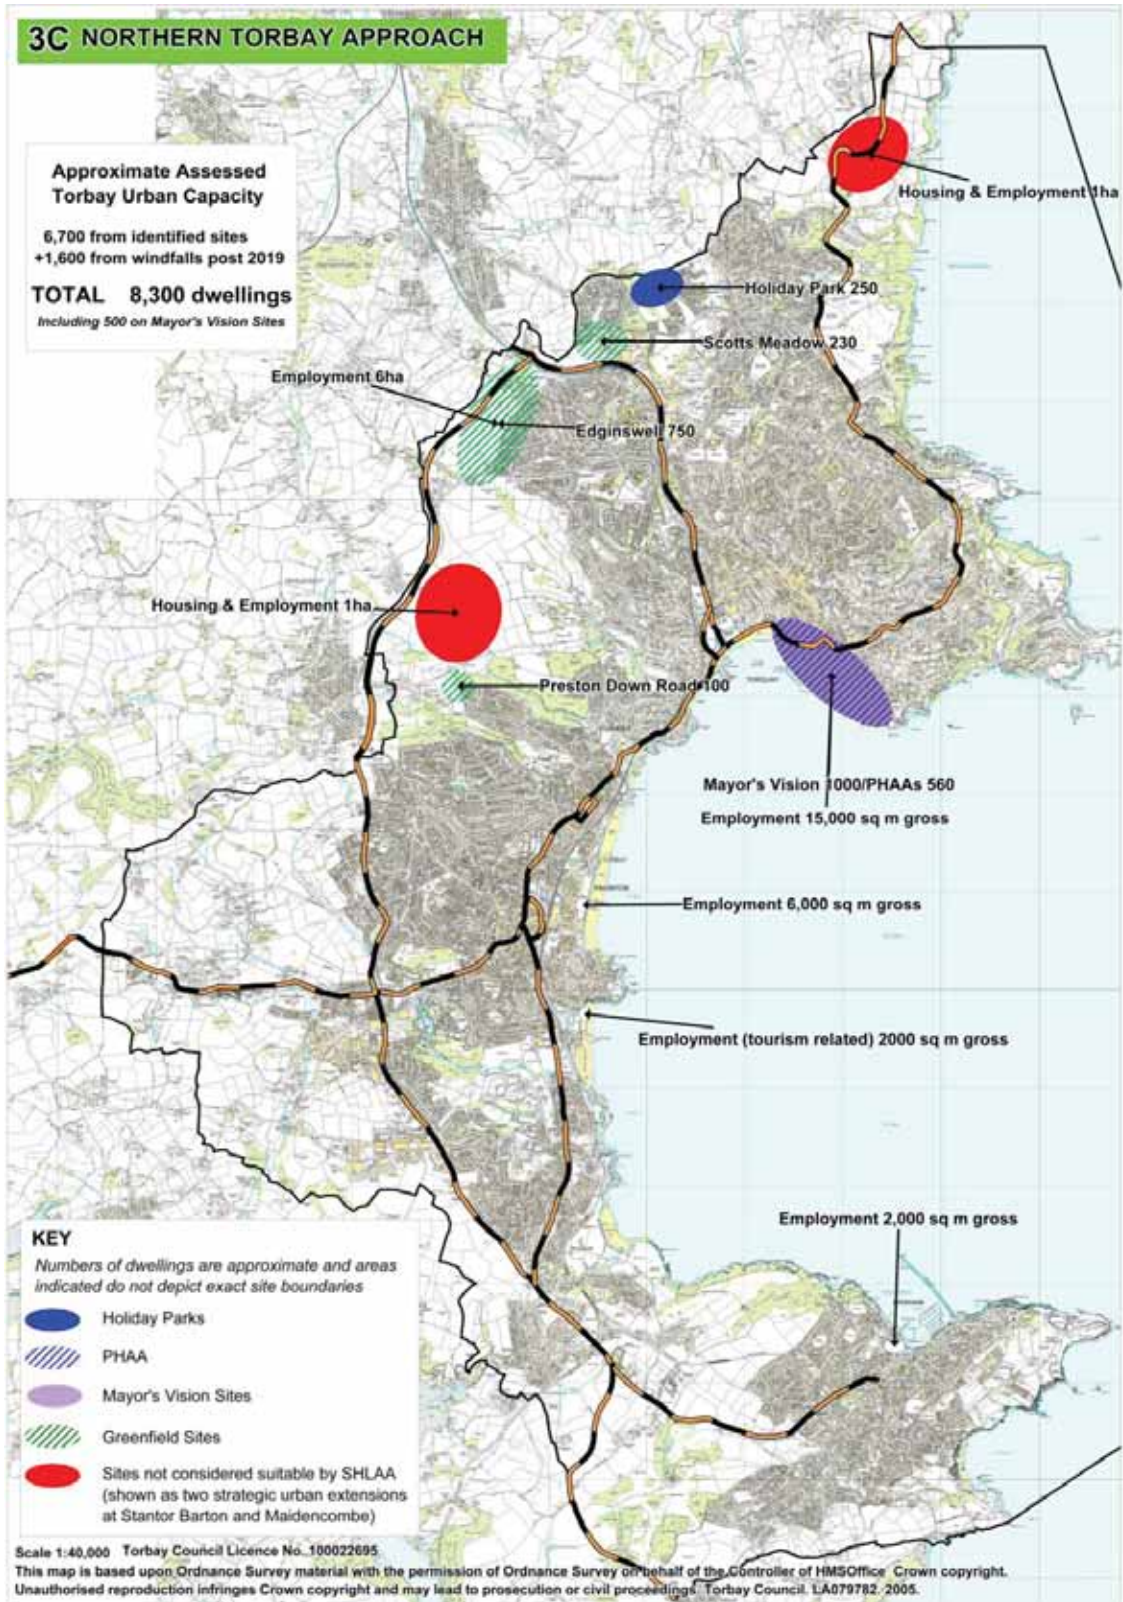 3C NORTHERN TORBAY APPROACH
Approximate Assessed
Torbay Urban Capacity
6,700 from identified sites
+1,600 from windfalls post 2019
TOTAL 8,300 dwellings
Including 500 on Mayor's Vision Sites
Housing & Employment 1ha
Holiday Park 250
Scotts Meadow 230
Employment 6ha
Edginswell 750
Housing & Employment 1ha
Preston Down Road 100
TORQUAY
Mayor's Vision 1000/PHAAs 560
Employment 15,000 sq m gross
Employment 6,000 sq m gross
Employment (tourism related) 2000 sq m gross
Employment 2,000 sq m gross
KEY
Numbers of dwellings are approximate and areas
indicated do not depict exact site boundaries
Holiday Parks
PHAA
Mayor's Vision Sites
Greenfield Sites
Sites not considered suitable by SHLAA
(shown as two strategic urban extensions
at Stantor Barton and Maidencombe)
Scale 1:40,000 Torbay Council Licence No. 100022695
This map is based upon Ordnance Survey material with the permission of Ordnance Survey on behalf of the Controller of HMSOffice Crown copyright.
Unauthorised reproduction infringes Crown copyright and may lead to prosecution or civil proceedings. Torbay Council. LA079782. 2005.